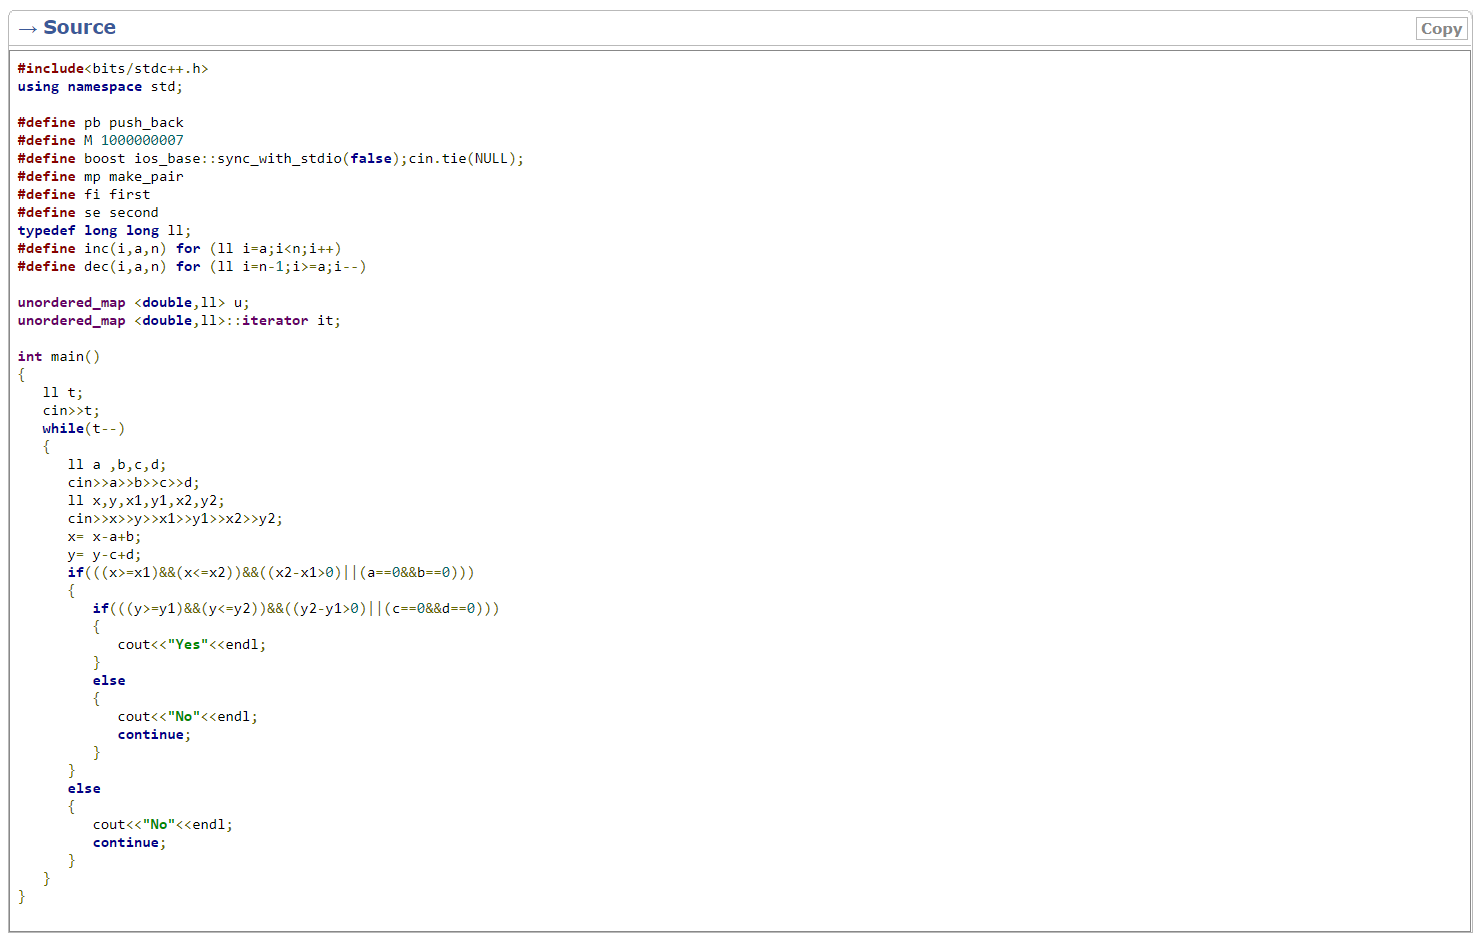 → Source
Copy
#include<bits/stdc++.h>
using namespace std;
#define pb push_back
#define M 1000000007
#define boost ios_base::sync_with_stdio(false);cin.tie(NULL);
#define mp make_pair
#define fi first
#define se second
typedef long long ll;
#define inc(i,a,n) for (ll i=a;i<n;i++)
#define dec(i,a,n) for (ll i=n-1;i>=a;i--)
unordered_map <double,ll> u;
unordered_map <double,ll>::iterator it;
int main()
{
ll t;
cin>>t;
while(t--)
{
ll a ,b,c,d;
cin>>a>>b>>c>>d;
ll x,y,x1,y1,x2,y2;
cin>>x>>y>>x1>>y1>>x2>>y2;
x= x-a+b;
y= y-c+d;
if(((x>=x1)&&(x<=x2))&&((x2-x1>0)||(a==0&&b==0)))
{
if(((y>=y1)&&(y<=y2))&&((y2-y1>0)||(c==0&&d==0)))
{
cout<<"Yes"<<endl;
}
else
{
cout<<"No"<<endl;
continue;
}
}
else
{
cout<<"No"<<endl;
continue;
}
}
}